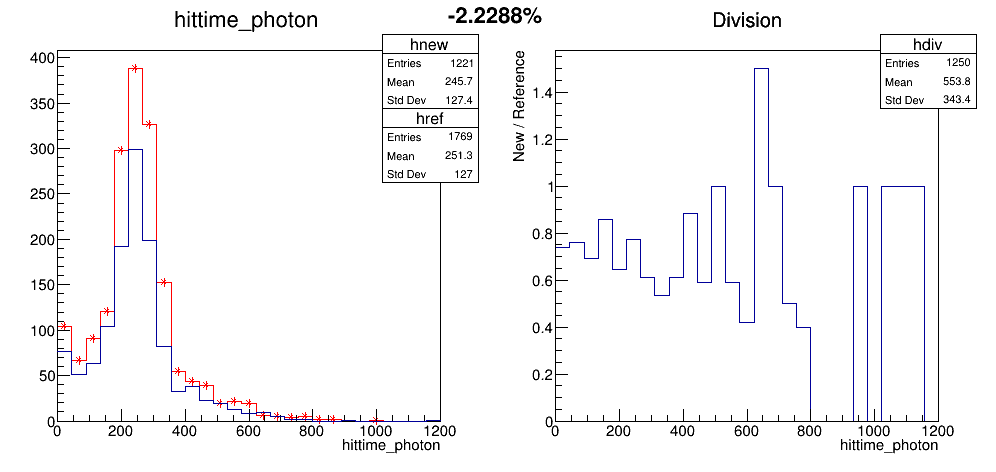 -2.2288%
hittime_photon
hnew
Entries 1221
Mean 245.7
Std Dev 127.4
href
Entries 1769
Mean 251.3
Std Dev 127
400
350
300
250
200
150
100
50
0
0 200 400 600 800 1000 1200
hittime_photon
Division
hdiv
Entries 1250
Mean 553.8
Std Dev 343.4
New / Reference
1.4
1.2
1
0.8
0.6
0.4
0.2
0
0 200 400 600 800 1000 1200
hittime_photon